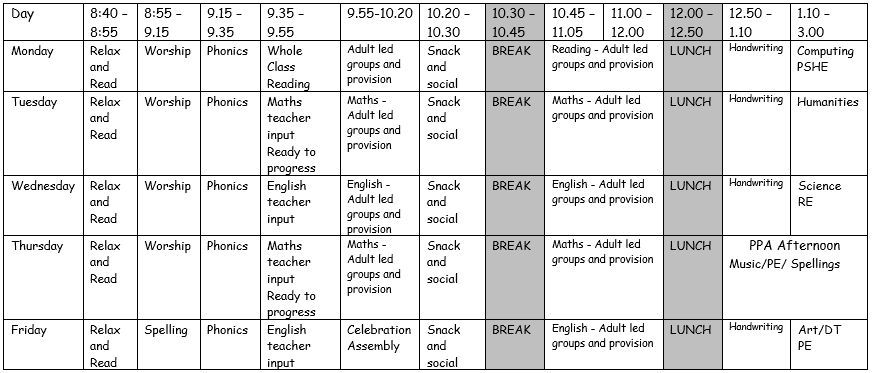 Day 8:40 – 8:55 – 9.15 – 9.35 – 9.55-10.20 10.20 – 10.30 – 10.45 – 11.00 – 12.00 – 12.50 – 1.10 –
8:55 9.15 9.35 9.55 10.30 10.45 11.05 12.00 12.50 1.10 3.00
Monday Relax Worship Phonics Whole Adult led Snack BREAK Reading – Adult led LUNCH Handwriting Computing
and Class groups and and groups and provision PSHE
Read Reading provision social
Tuesday Relax Worship Phonics Maths Maths - Snack BREAK Maths - Adult led LUNCH Handwriting Humanities
and teacher Adult led and groups and provision
Read input groups and social
Ready to provision
progress
Wednesday Relax Worship Phonics English English - Snack BREAK English - Adult led LUNCH Handwriting Science
and teacher Adult led and groups and provision RE
Read input groups and social
provision
Thursday Relax Worship Phonics Maths Maths - Snack BREAK Maths - Adult led LUNCH PPA Afternoon
and teacher Adult led and groups and provision Music/PE/ Spellings
Read input groups and social
Ready to provision
progress
Friday Relax Spelling Phonics English Celebration Snack BREAK English - Adult led LUNCH Handwriting Art/DT
and teacher Assembly and groups and provision PE
Read input social